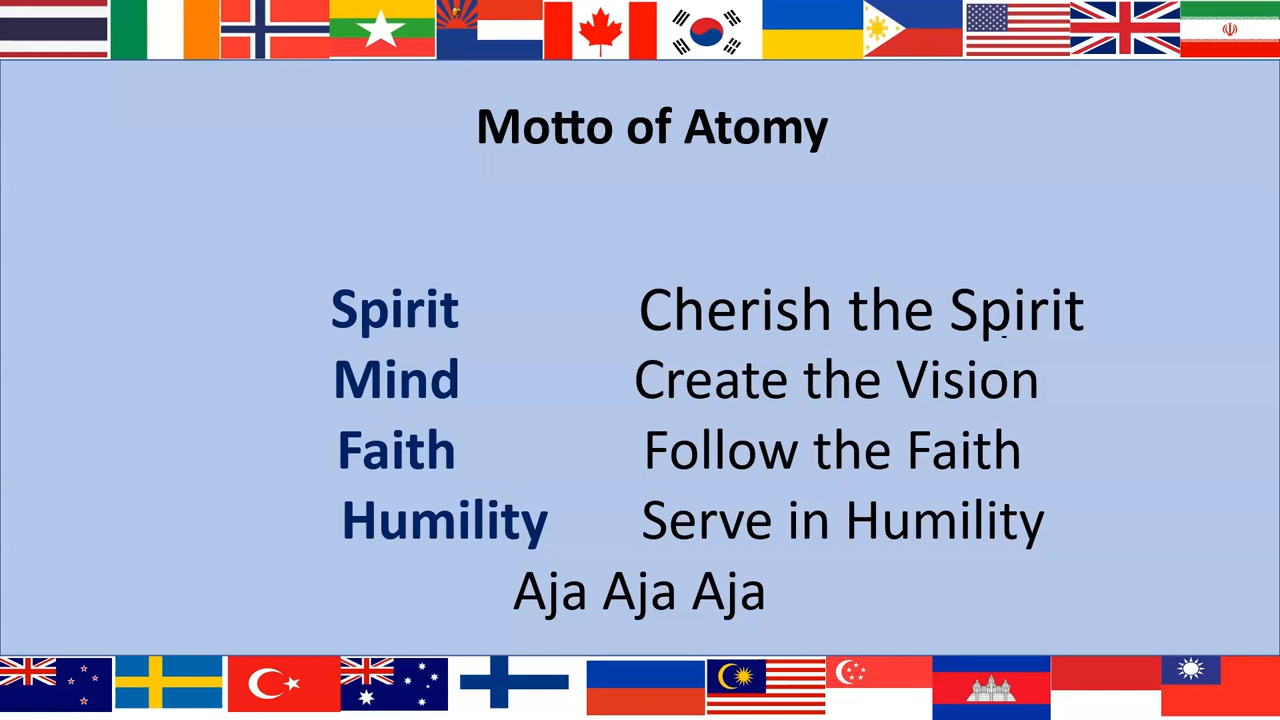 Motto of Atomy
Spirit Cherish the Spirit
Mind Create the Vision
Faith Follow the Faith
Humility Serve in Humility
Aja Aja Aja